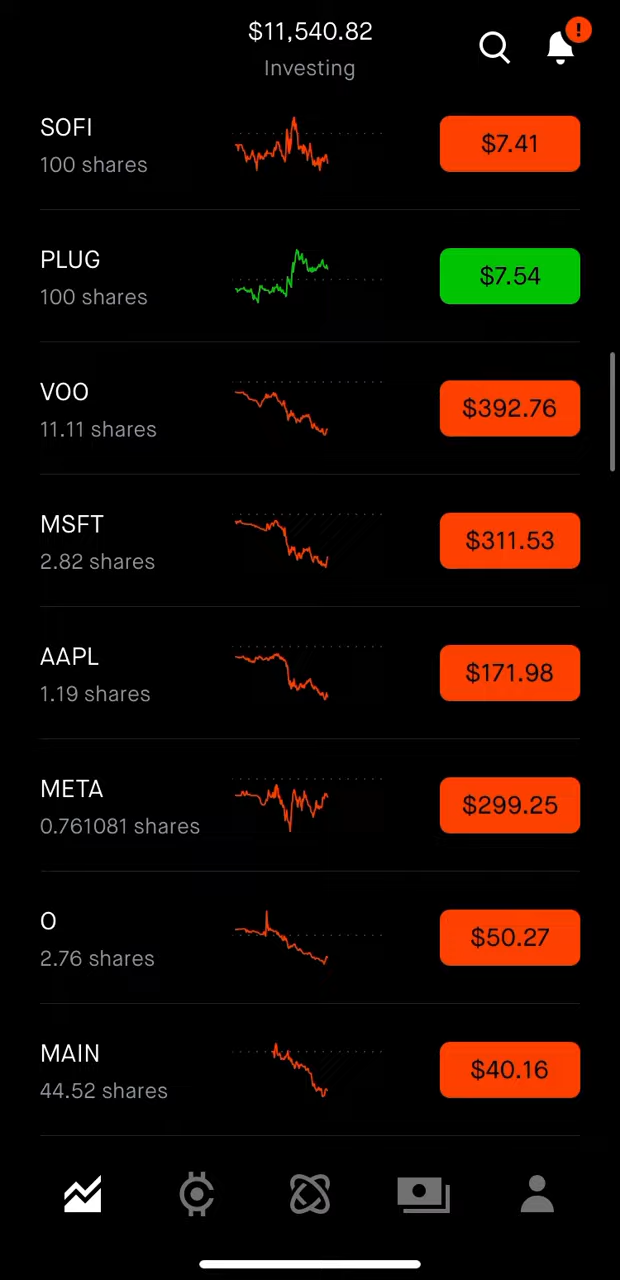 $11,540.82
Investing
!
SOFI
100 shares
$7.41
PLUG
100 shares
$7.54
VOO
11.11 shares
$392.76
MSFT
2.82 shares
$311.53
AAPL
1.19 shares
$171.98
META
0.761081 shares
$299.25
O
2.76 shares
$50.27
MAIN
44.52 shares
$40.16